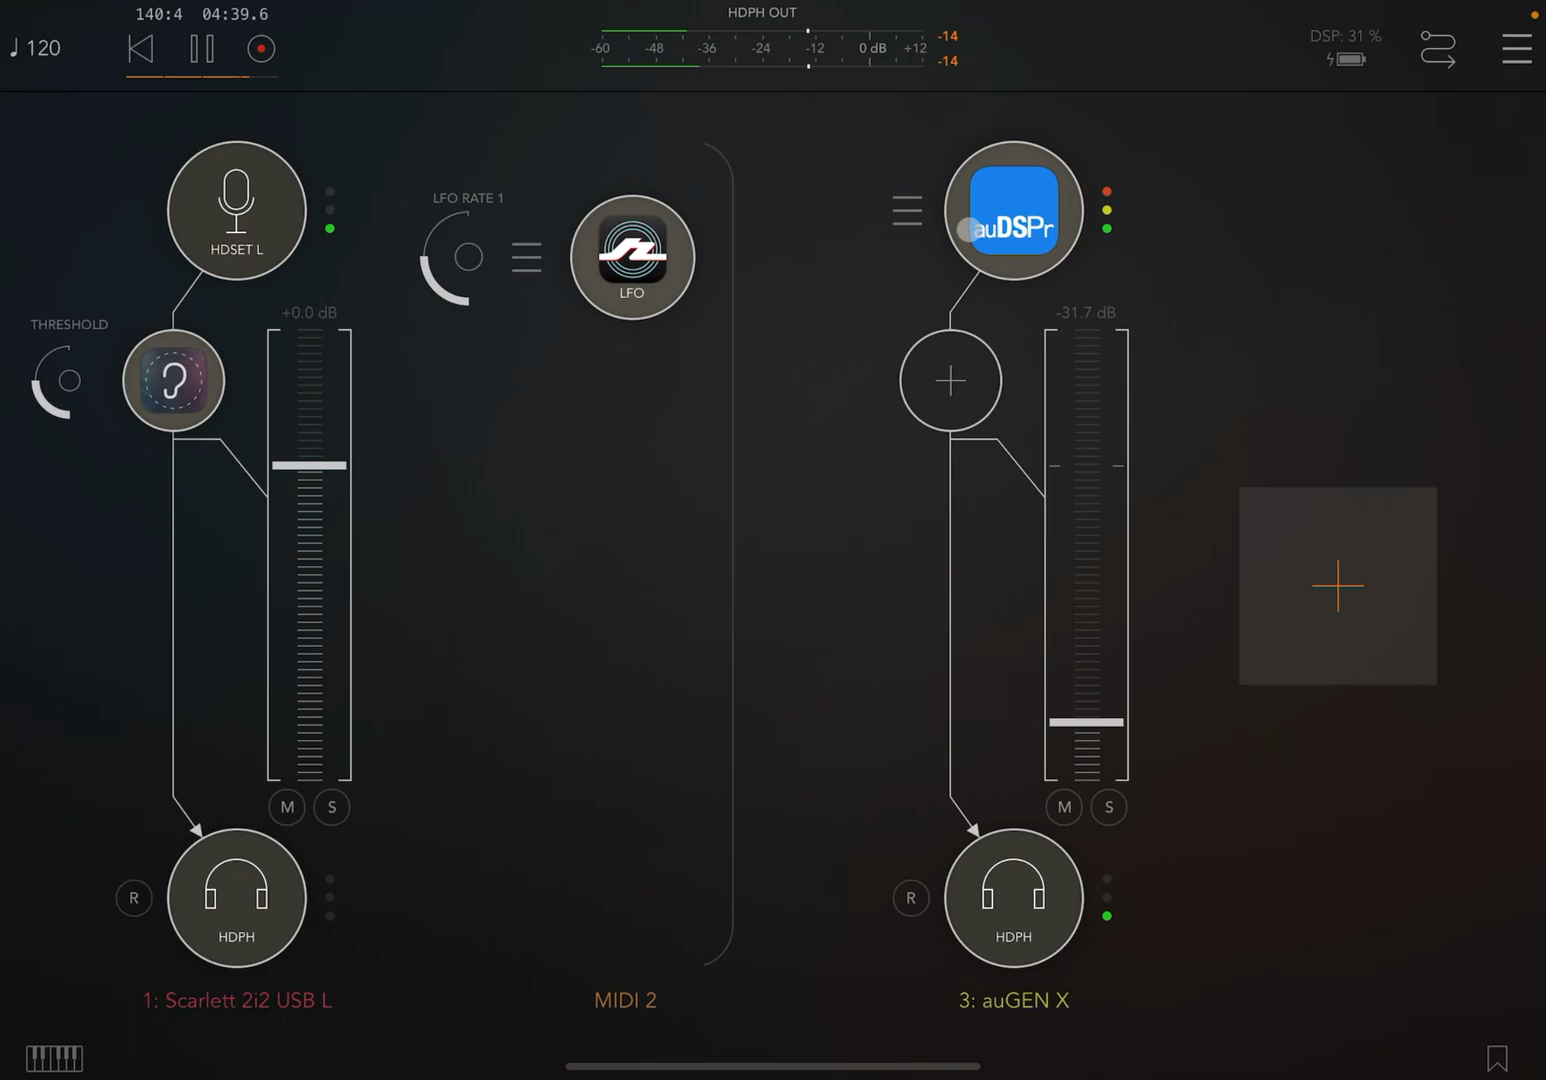 140:4 04:39.6
HDPH OUT
120
-60 -48 -36 -24 -12 0 dB +12
-14
-14
DSP: 31 %
HDSET L
LFO RATE 1
LFO
auDSPr
THRESHOLD
+0.0 dB
-31.7 dB
M S
M S
R
HDPH
R
HDPH
1: Scarlett 2i2 USB L
MIDI 2
3: auGEN X